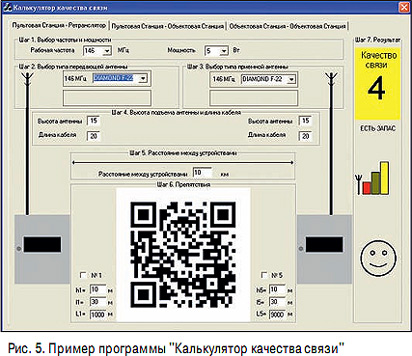 Калькулятор качества связи
Пультовая Станция - Ретранслятор
Пультовая Станция - Объектовая Станция
Объектовая Станция - Объектовая Станция
Шаг 1. Выбор частоты и мощности
Рабочая частота 146 МГц Мощность 5 Вт
Шаг 2. Выбор типа передающей антенны
146 МГц DIAMOND F-22
Шаг 3. Выбор типа приемной антенны
146 МГц DIAMOND F-22
Шаг 4. Высота подъема антенны и длина кабеля
Высота антенны 15 Высота антенны 15
Длина кабеля 20 Длина кабеля 20
Шаг 5. Расстояние между устройствами
Расстояние между устройствами 10 км
Шаг 6. Препятствия
№ 1
h1= 10 м
l1= 30 м
L1= 1000 м
№ 5
h5= 10 м
l5= 30 м
L5= 9000 м
Шаг 7. Результат
Качество
связи
4
ЕСТЬ ЗАПАС
Рис. 5. Пример программы "Калькулятор качества связи"